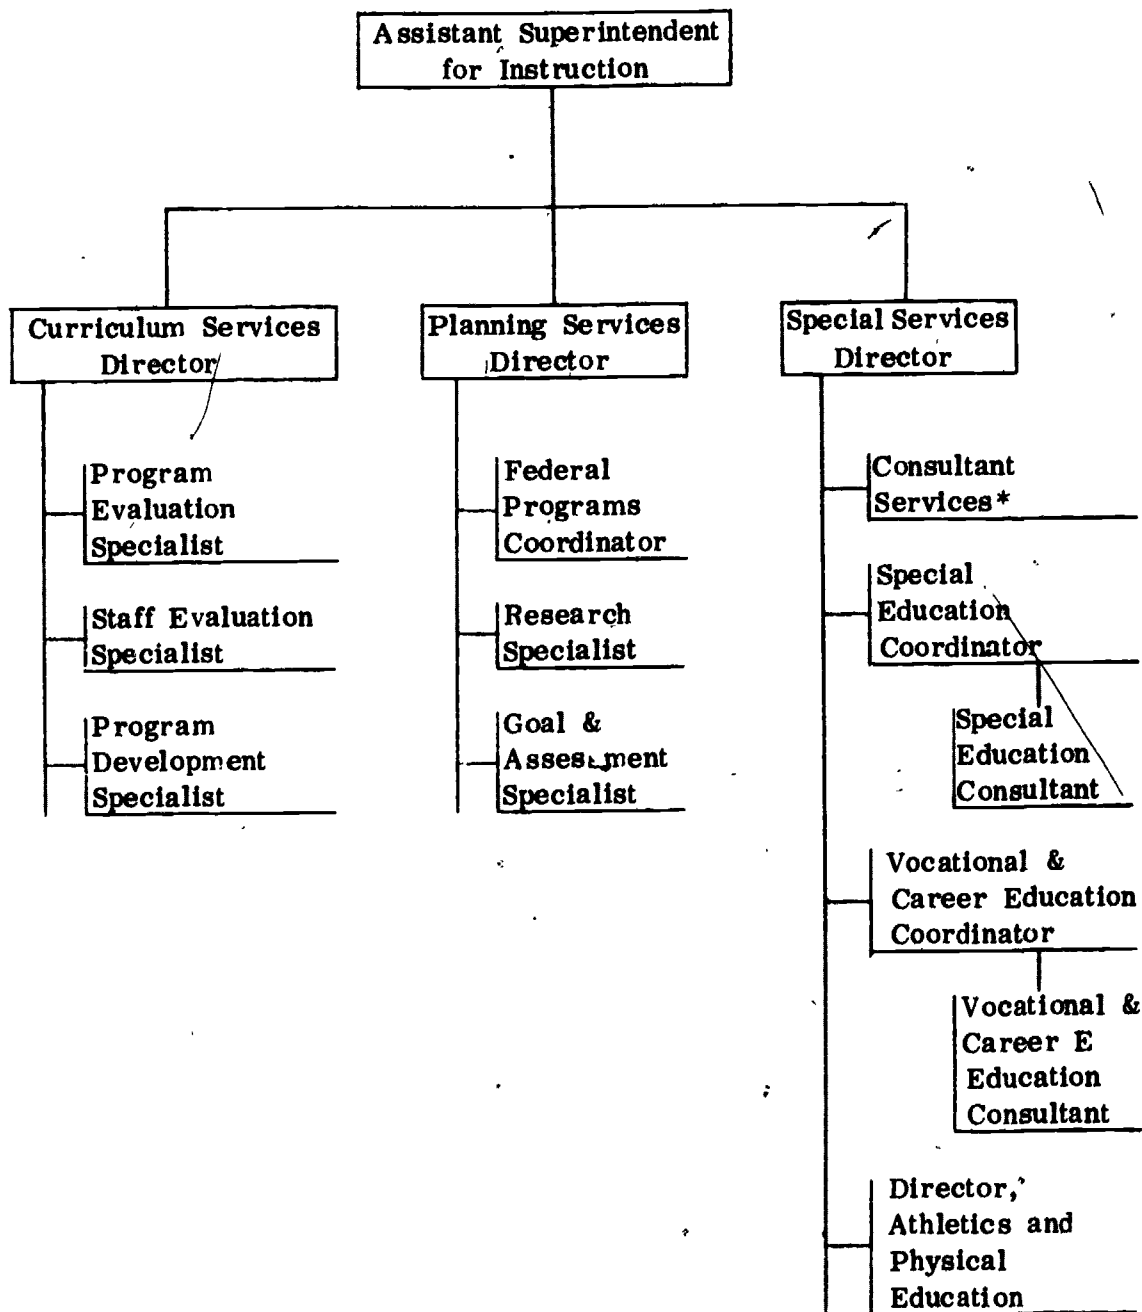 Assistant Superintendent
for Instruction
Curriculum Services
Director
Program
Evaluation
Specialist
Staff Evaluation
Specialist
Program
Development
Specialist
Planning Services
Director
Federal
Programs
Coordinator
Research
Specialist
Goal &
Assessment
Specialist
Special Services
Director
Consultant
Services*
Special
Education
Coordinator
Special
Education
Consultant
Vocational &
Career Education
Coordinator
Vocational &
Career E
Education
Consultant
Director,
Athletics and
Physical
Education